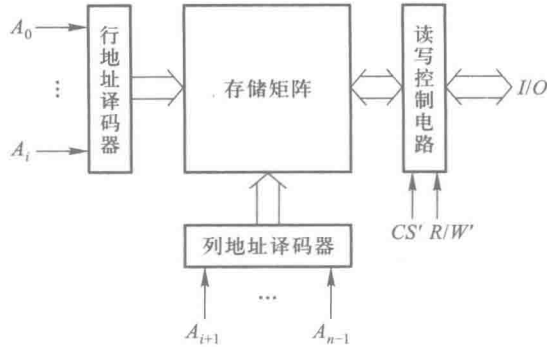 A₀
⋮
Aᵢ
行地址译码器
存储矩阵
读写控制电路
I/O
CS' R/W'
列地址译码器
...
Aᵢ₊₁
Aₙ₋₁